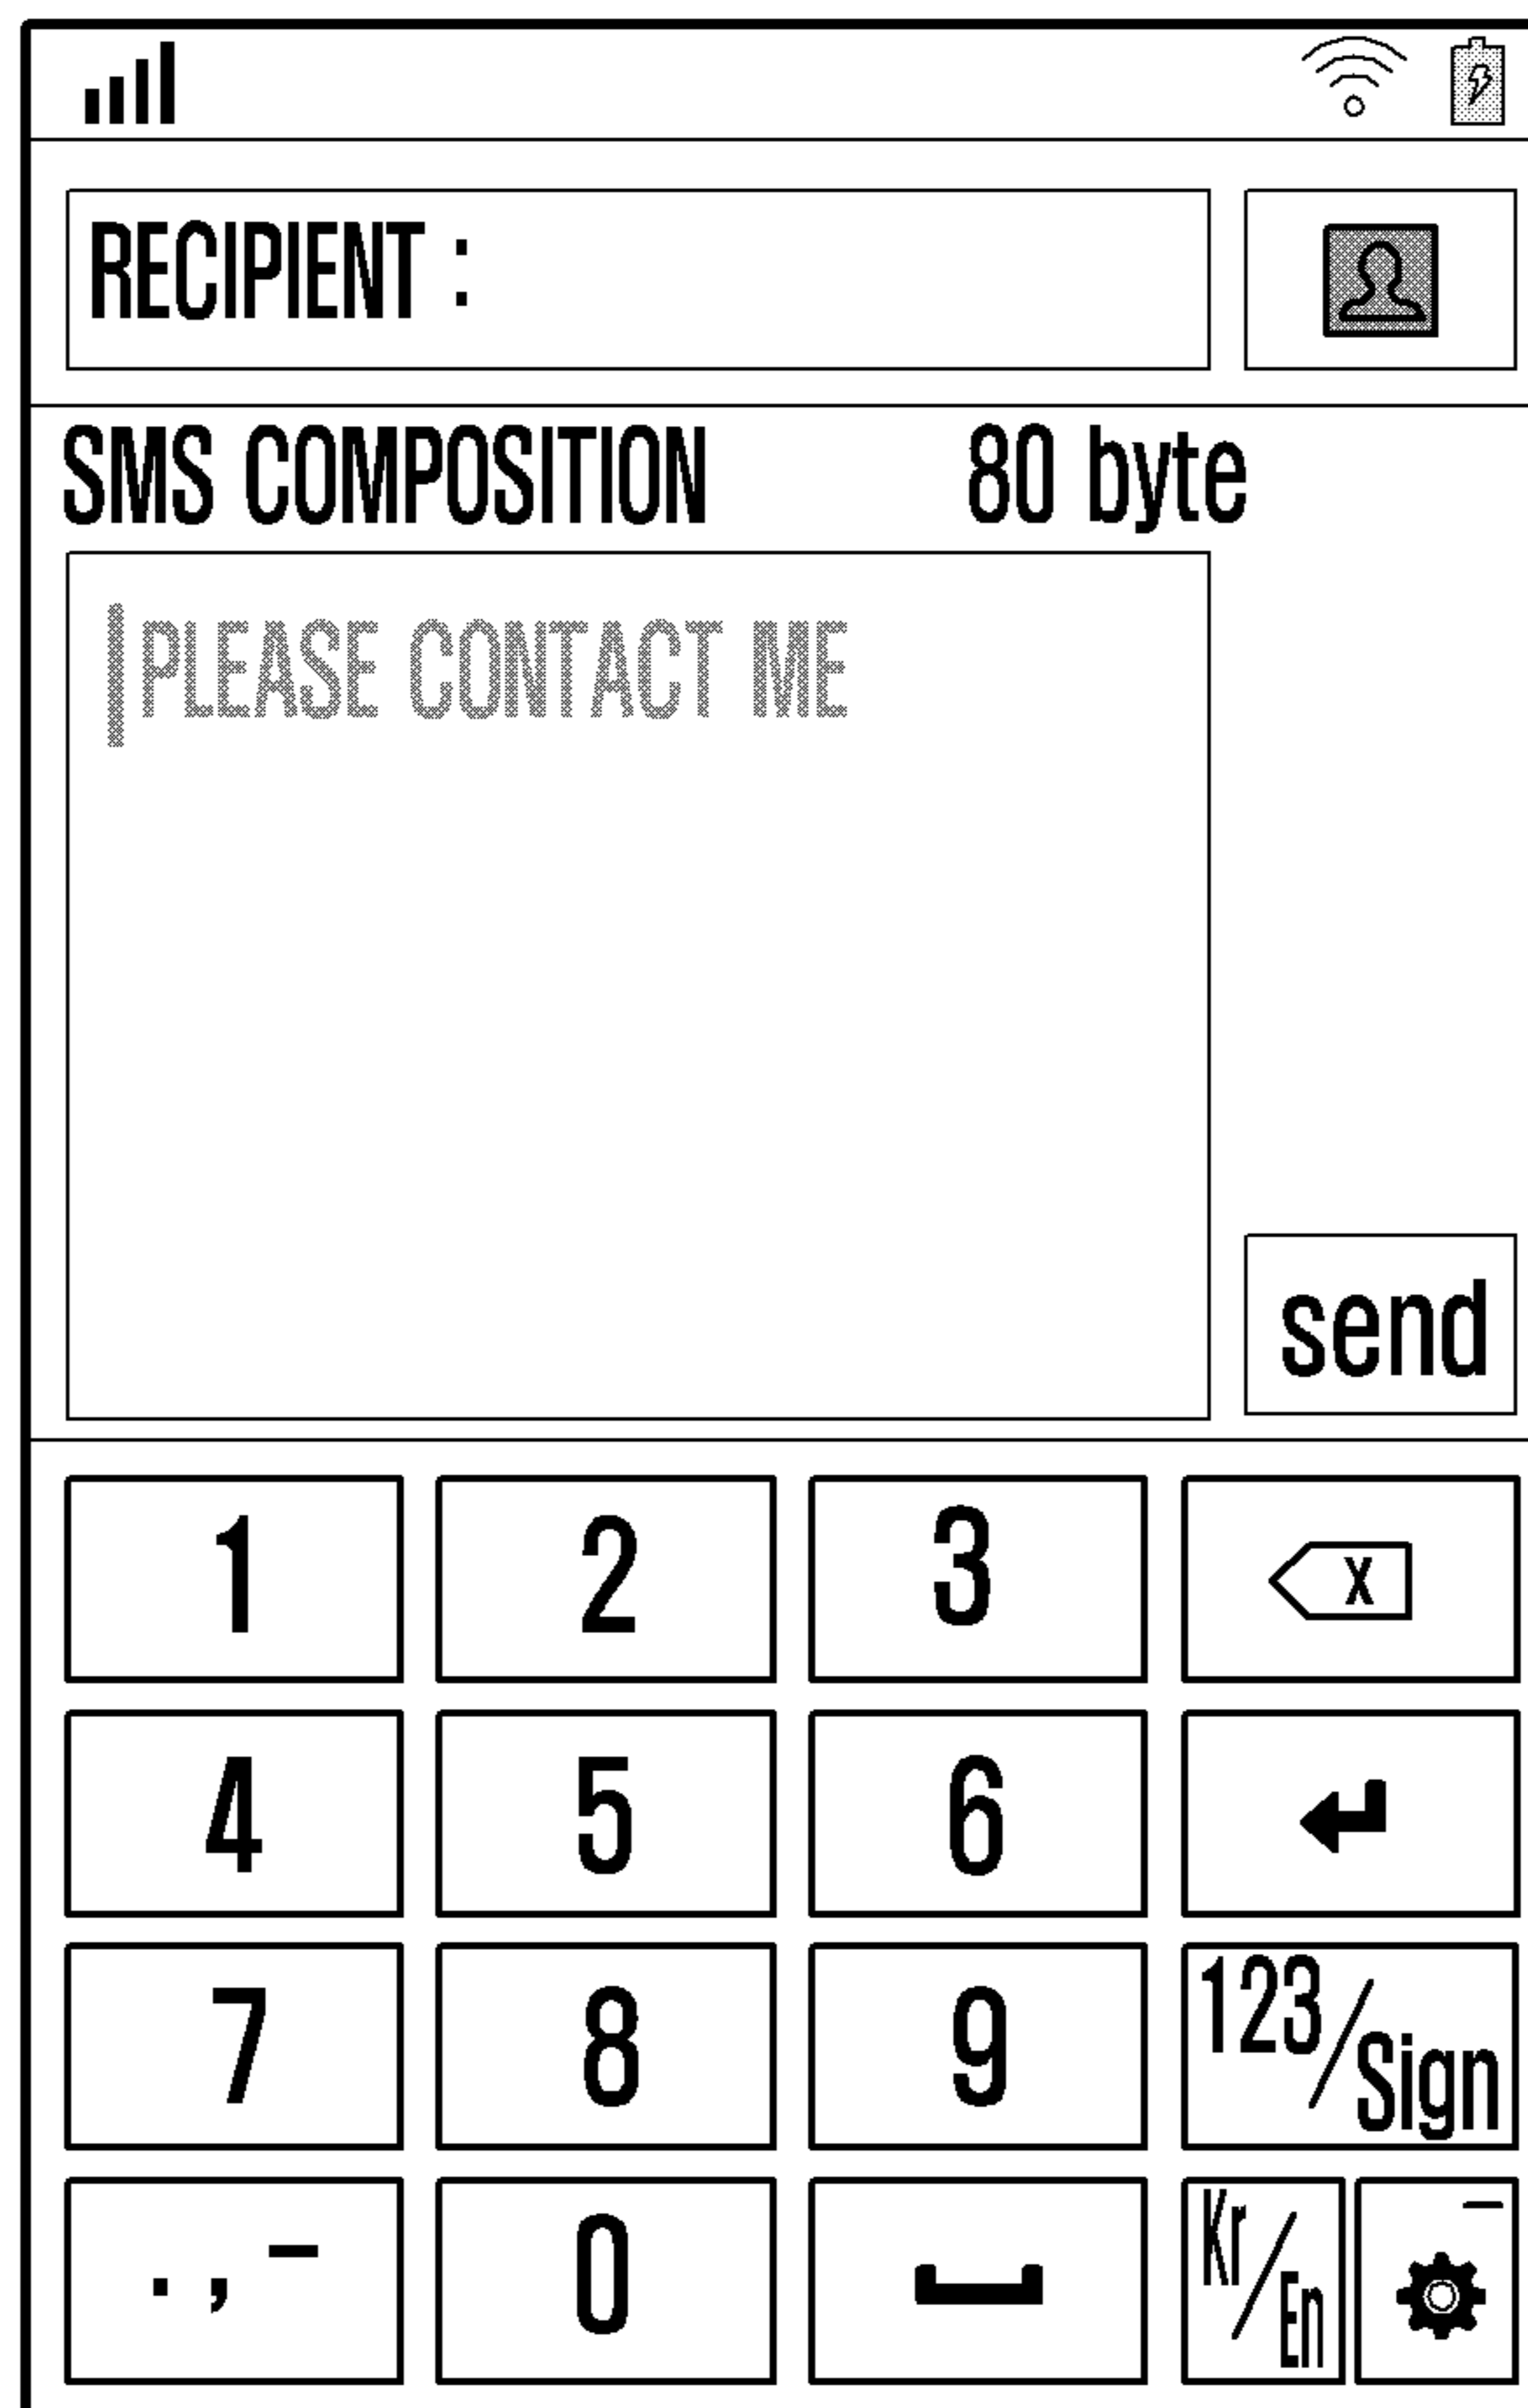 RECIPIENT :
SMS COMPOSITION 80 byte
PLEASE CONTACT ME
send
1 2 3 X
4 5 6
7 8 9 123/Sign
. , - 0 Kr/En